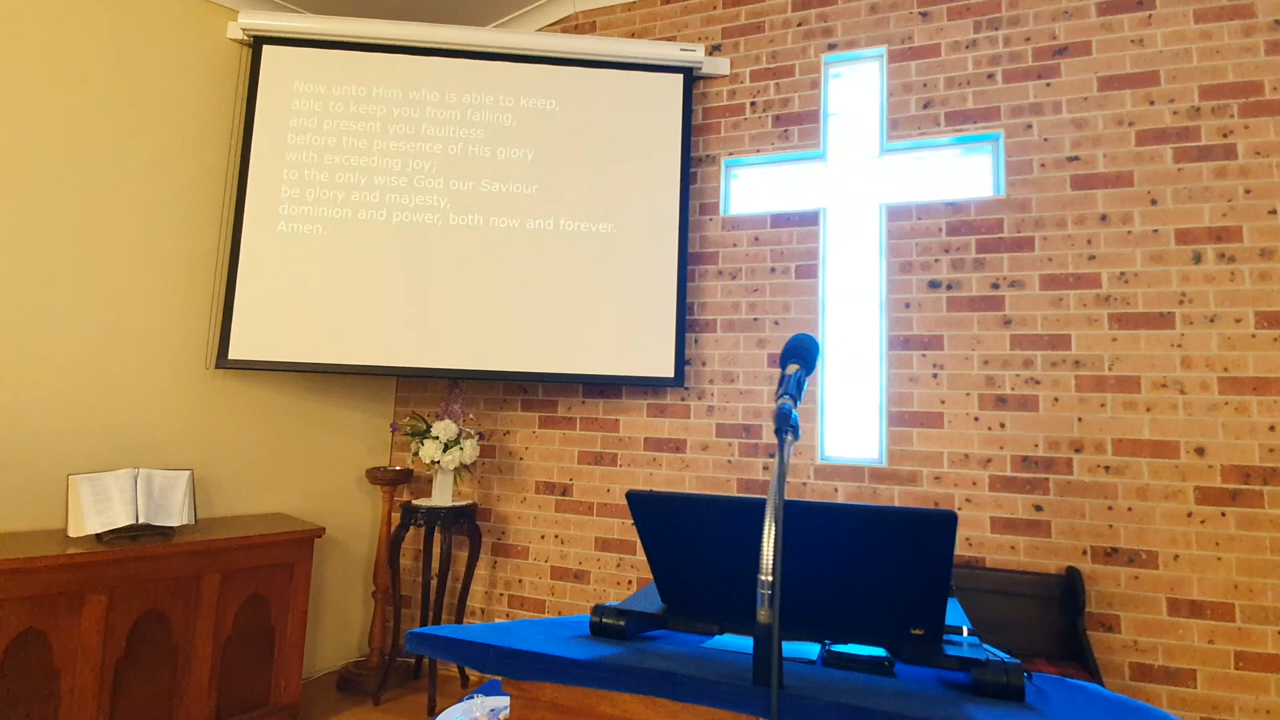 Now unto Him who is able to keep,
able to keep you from falling,
and present you faultless
before the presence of His glory
with exceeding joy;
to the only wise God our Saviour
be glory and majesty,
dominion and power, both now and forever.
Amen.